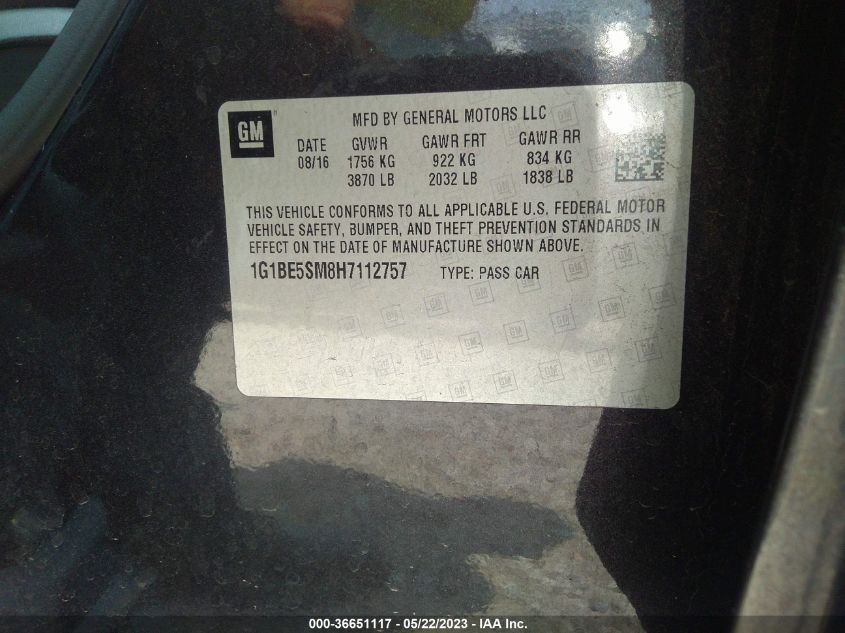 GM
MFD BY GENERAL MOTORS LLC
DATE GVWR GAWR FRT GAWR RR
08/16 1756 KG 922 KG 834 KG
3870 LB 2032 LB 1838 LB
THIS VEHICLE CONFORMS TO ALL APPLICABLE U.S. FEDERAL MOTOR
VEHICLE SAFETY, BUMPER, AND THEFT PREVENTION STANDARDS IN
EFFECT ON THE DATE OF MANUFACTURE SHOWN ABOVE.
1G1BE5SM8H7112757 TYPE: PASS CAR
000-36651117 - 05/22/2023 - IAA Inc.